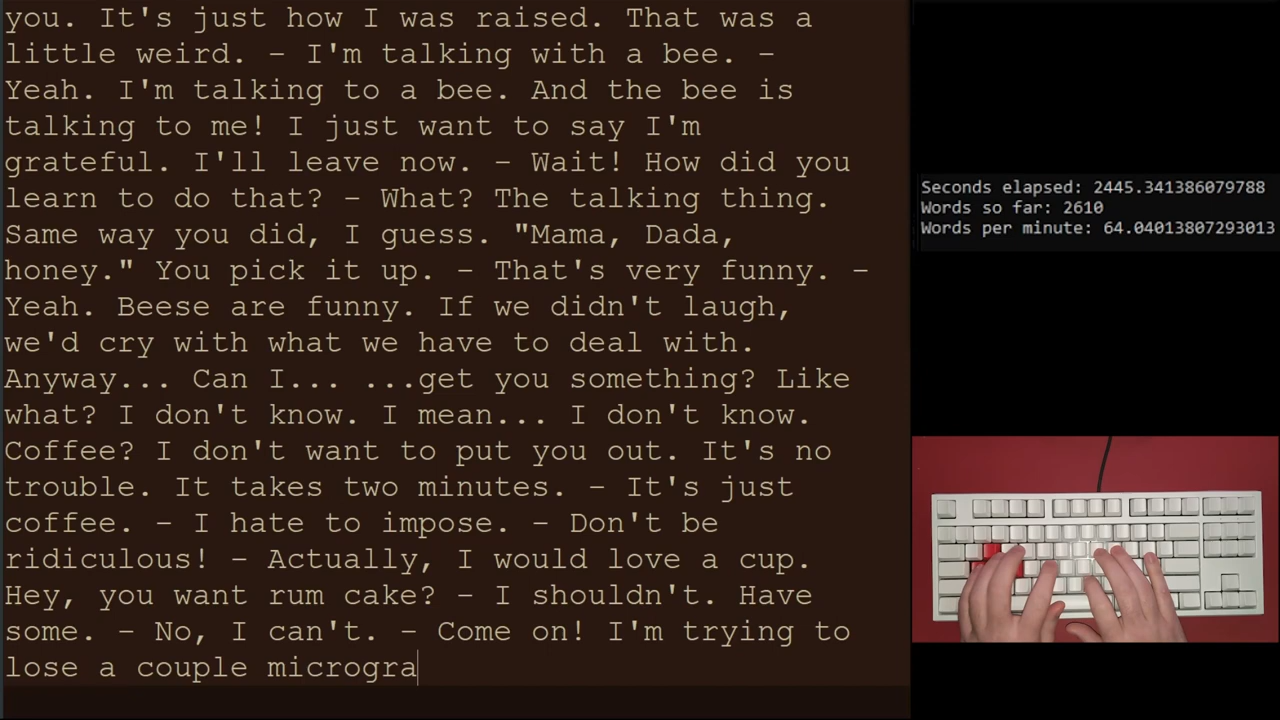 you. It's just how I was raised. That was a
little weird. - I'm talking with a bee. -
Yeah. I'm talking to a bee. And the bee is
talking to me! I just want to say I'm
grateful. I'll leave now. - Wait! How did you
learn to do that? - What? The talking thing.
Same way you did, I guess. "Mama, Dada,
honey." You pick it up. - That's very funny. -
Yeah. Beese are funny. If we didn't laugh,
we'd cry with what we have to deal with.
Anyway... Can I... ...get you something? Like
what? I don't know. I mean... I don't know.
Coffee? I don't want to put you out. It's no
trouble. It takes two minutes. - It's just
coffee. - I hate to impose. - Don't be
ridiculous! - Actually, I would love a cup.
Hey, you want rum cake? - I shouldn't. Have
some. - No, I can't. - Come on! I'm trying to
lose a couple microgra
Seconds elapsed: 2445.341386079788
Words so far: 2610
Words per minute: 64.04013807293013